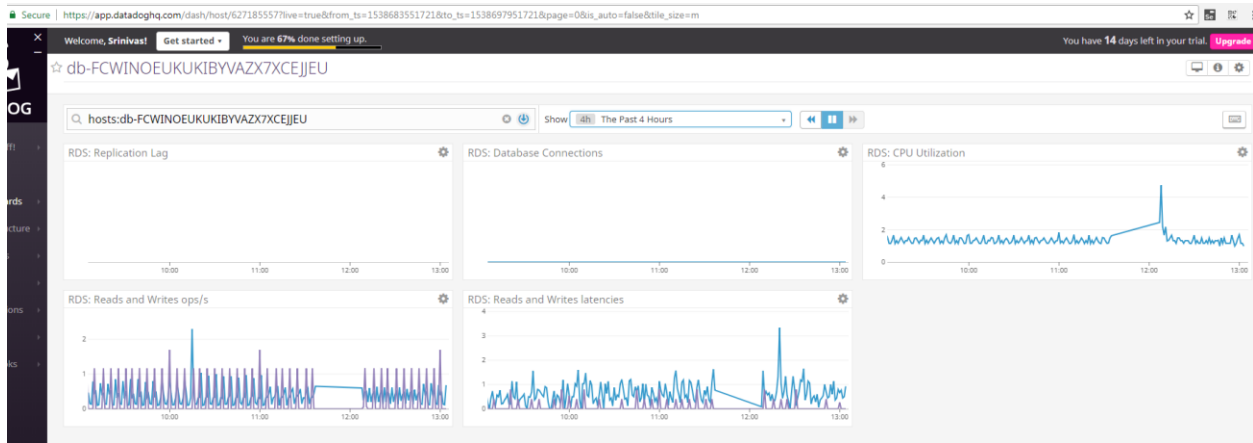 Secure | https://app.datadoghq.com/dash/host/627185557?live=true&from_ts=1538683551721&to_ts=1538697951721&page=0&is_auto=false&tile_size=m
Welcome, Srinivas! Get started You are 67% done setting up. You have 14 days left in your trial. Upgrade
db-FCWINOEUKUKIBYVAZX7XCEJJEU
OG
hosts:db-FCWINOEUKUKIBYVAZX7XCEJJEU Show 4h The Past 4 Hours
RDS: Replication Lag
10:00 11:00 12:00 13:00
RDS: Database Connections
10:00 11:00 12:00 13:00
RDS: CPU Utilization
6
4
2
0
10:00 11:00 12:00 13:00
RDS: Reads and Writes ops/s
2
1
0
10:00 11:00 12:00 13:00
RDS: Reads and Writes latencies
4
3
2
1
0
10:00 11:00 12:00 13:00
ards
cture
s
ons
ks